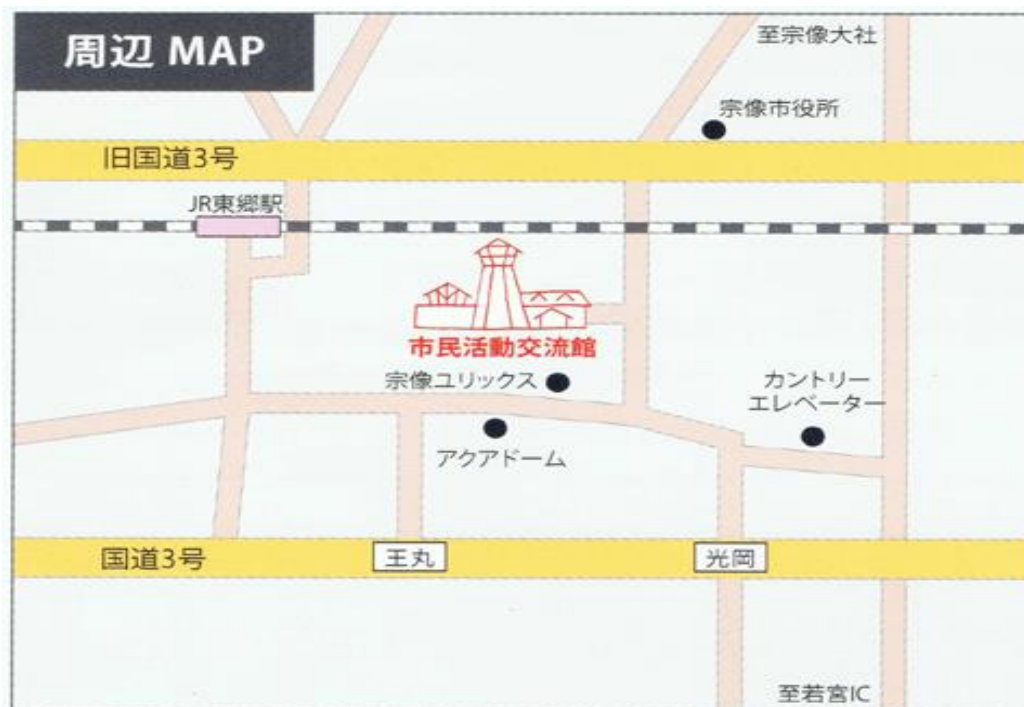 周辺 MAP
至宗像大社
宗像市役所
旧国道3号
JR東郷駅
市民活動交流館
宗像ユリックス
カントリー
エレベーター
アクアドーム
国道3号
王丸
光岡
至若宮IC